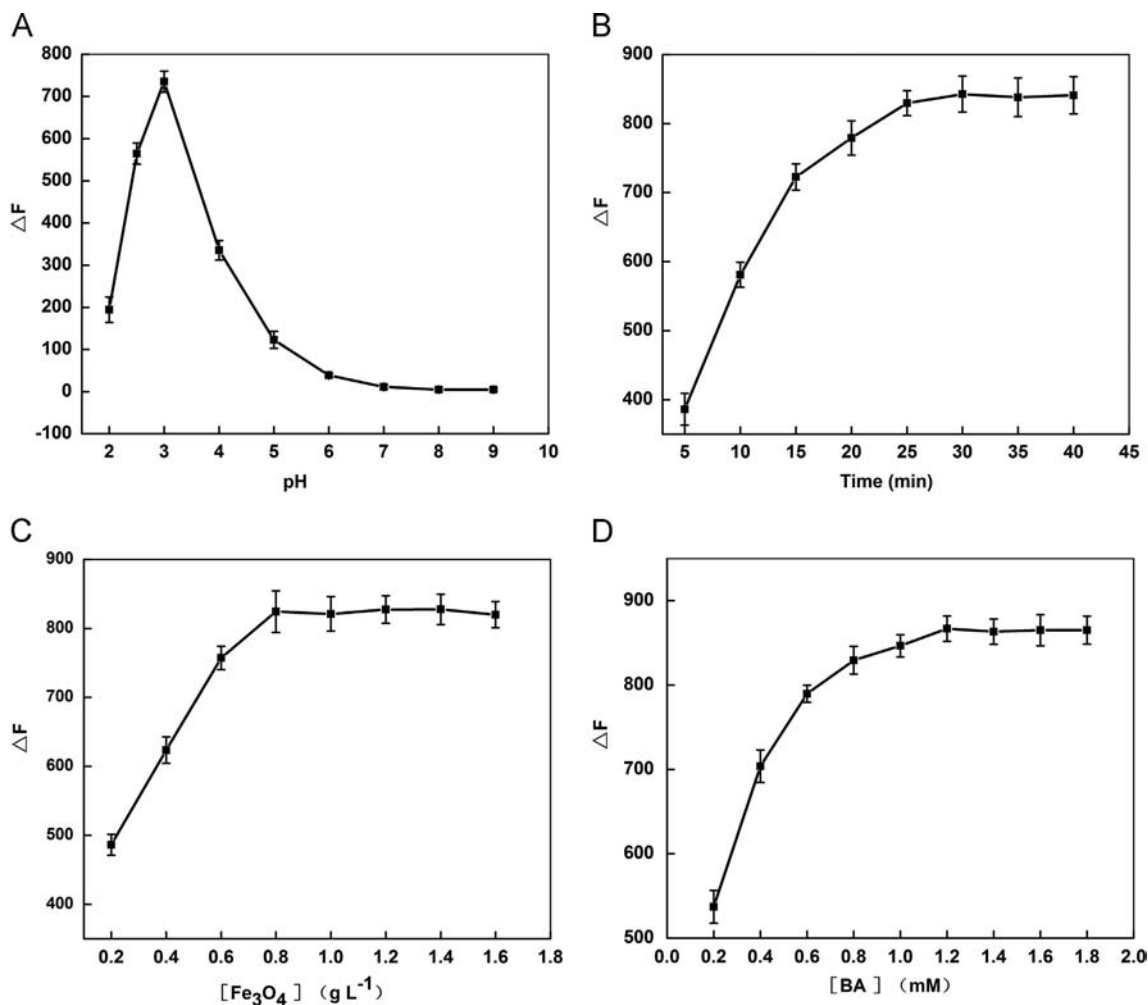 A
800
700
600
500
400
300
200
100
0
-100
△F
2 3 4 5 6 7 8 9 10
pH
B
900
800
700
600
500
400
△F
5 10 15 20 25 30 35 40 45
Time (min)
C
900
800
700
600
500
400
△F
0.2 0.4 0.6 0.8 1.0 1.2 1.4 1.6 1.8
[Fe₃O₄] (g L⁻¹)
D
900
800
700
600
500
△F
0.0 0.2 0.4 0.6 0.8 1.0 1.2 1.4 1.6 1.8 2.0
[BA] (mM)